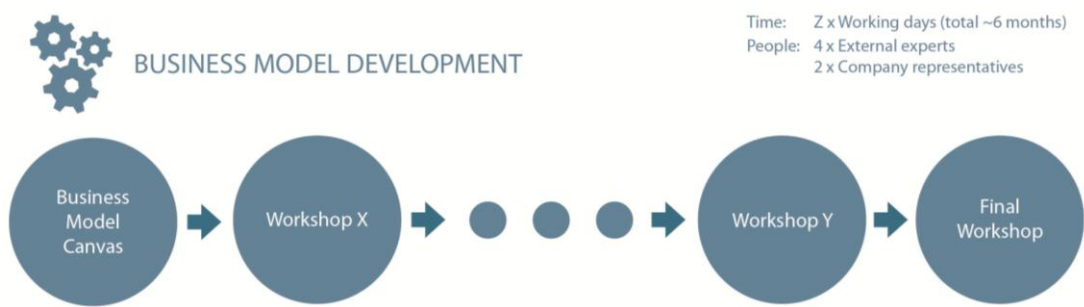 BUSINESS MODEL DEVELOPMENT
Time: Z x Working days (total ~6 months)
People: 4 x External experts
2 x Company representatives
Business
Model
Canvas
Workshop X
Workshop Y
Final
Workshop